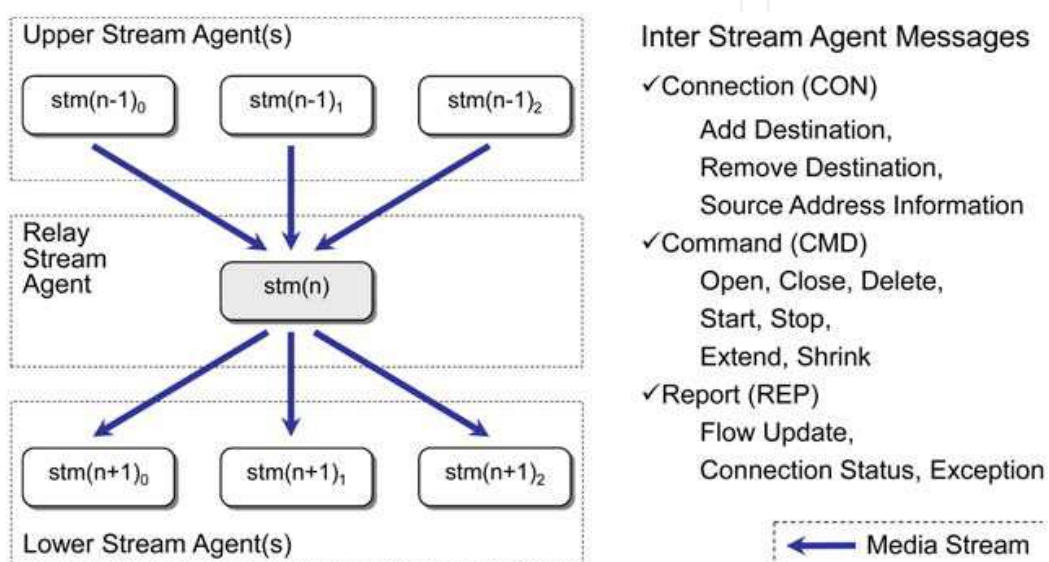 Upper Stream Agent(s)
stm(n-1)₀
stm(n-1)₁
stm(n-1)₂
Relay
Stream
Agent
stm(n)
stm(n+1)₀
stm(n+1)₁
stm(n+1)₂
Lower Stream Agent(s)
Inter Stream Agent Messages
✓Connection (CON)
Add Destination,
Remove Destination,
Source Address Information
✓Command (CMD)
Open, Close, Delete,
Start, Stop,
Extend, Shrink
✓Report (REP)
Flow Update,
Connection Status, Exception
Media Stream